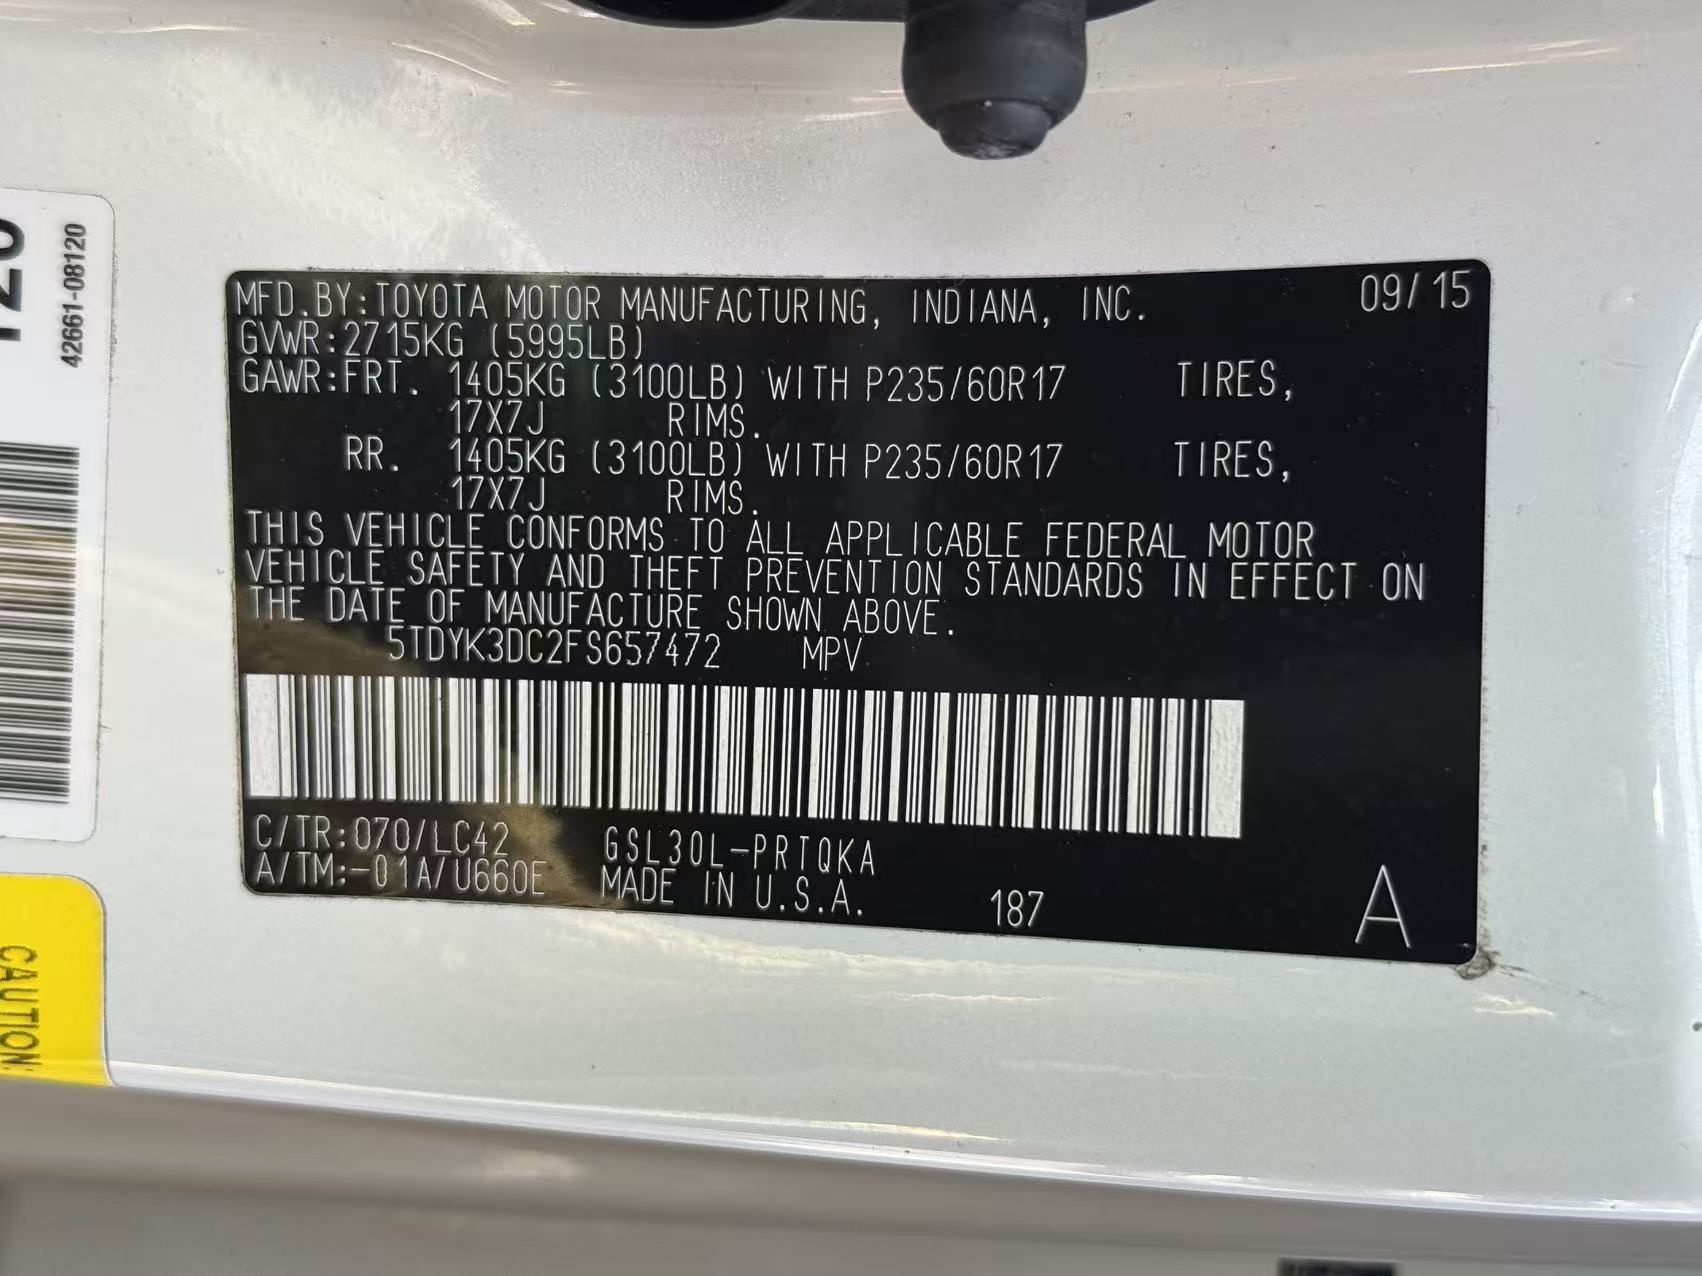 42661-08120
MFD.BY:TOYOTA MOTOR MANUFACTURING, INDIANA, INC. 09/15
GVWR:2715KG (5995LB)
GAWR:FRT. 1405KG (3100LB) WITH P235/60R17 TIRES,
17X7J RIMS.
RR. 1405KG (3100LB) WITH P235/60R17 TIRES,
17X7J RIMS.
THIS VEHICLE CONFORMS TO ALL APPLICABLE FEDERAL MOTOR
VEHICLE SAFETY AND THEFT PREVENTION STANDARDS IN EFFECT ON
THE DATE OF MANUFACTURE SHOWN ABOVE.
5TDYK3DC2FS657472 MPV
C/TR:070/LC42 GSL30L-PRTQKA
A/TM:-01A/U660E MADE IN U.S.A. 187 A
CAUTION: